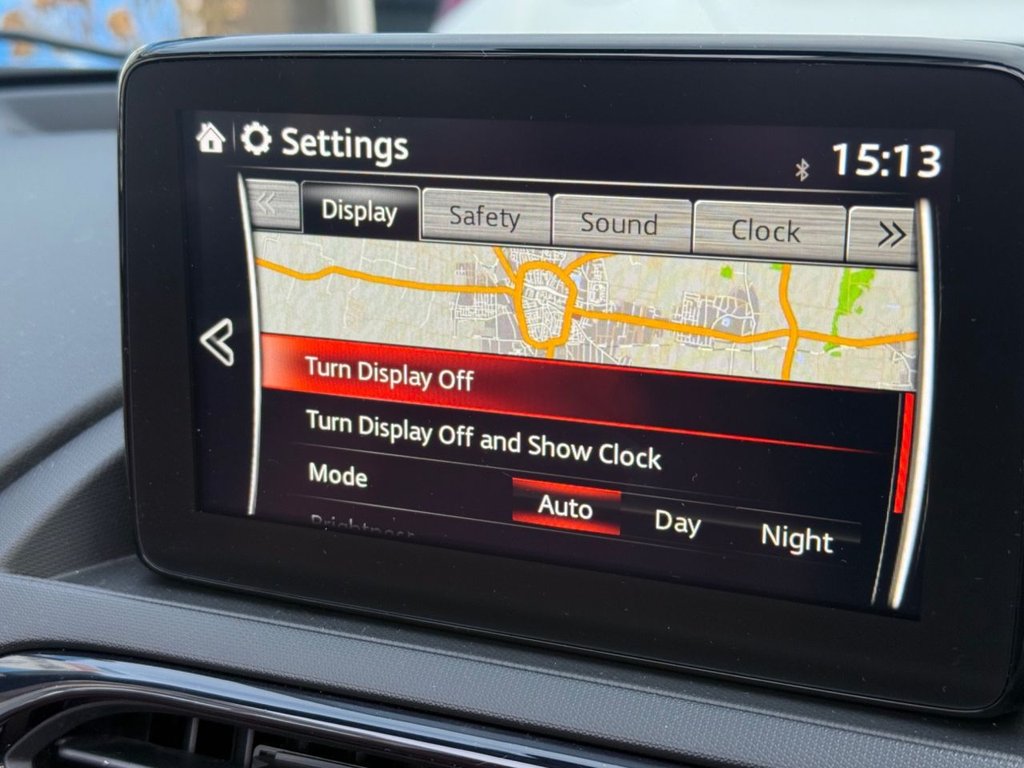 Settings
15:13
Display
Safety
Sound
Clock
Turn Display Off
Turn Display Off and Show Clock
Mode
Auto
Day
Night
Brightness